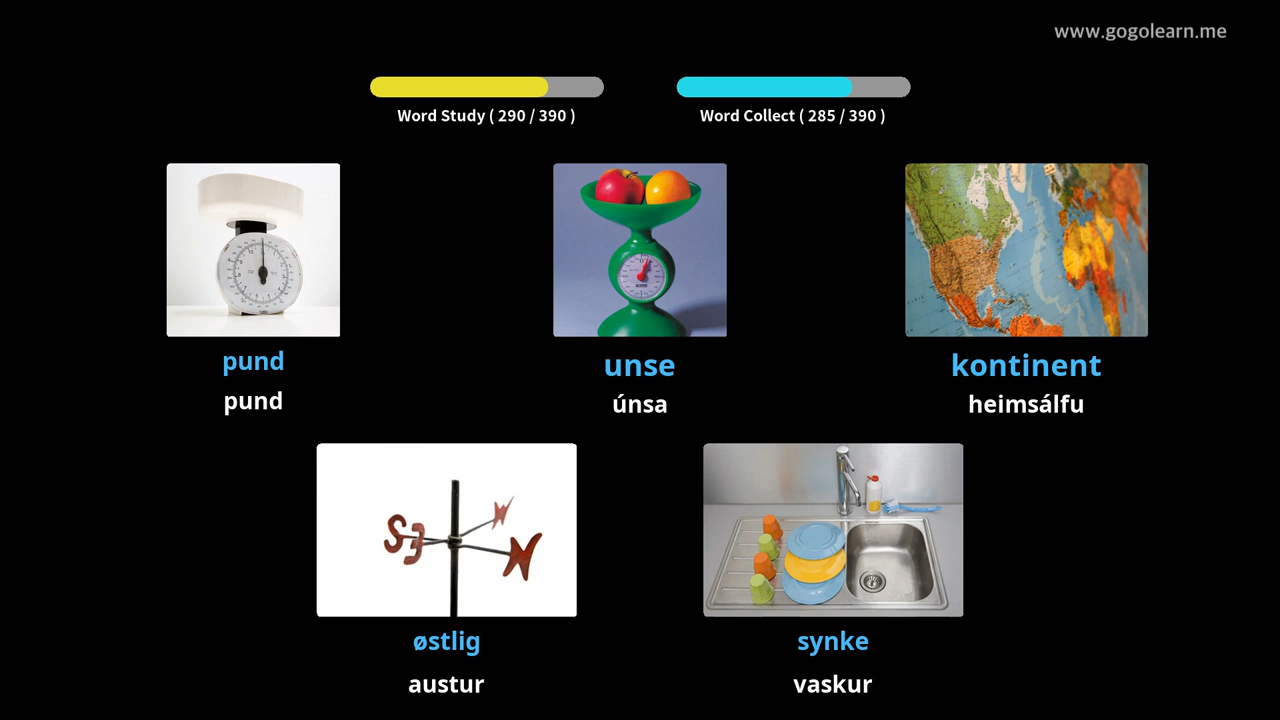 www.gogolearn.me
Word Study ( 290 / 390 )
Word Collect ( 285 / 390 )
pund
pund
unse
únsa
kontinent
heimsálfu
østlig
austur
synke
vaskur